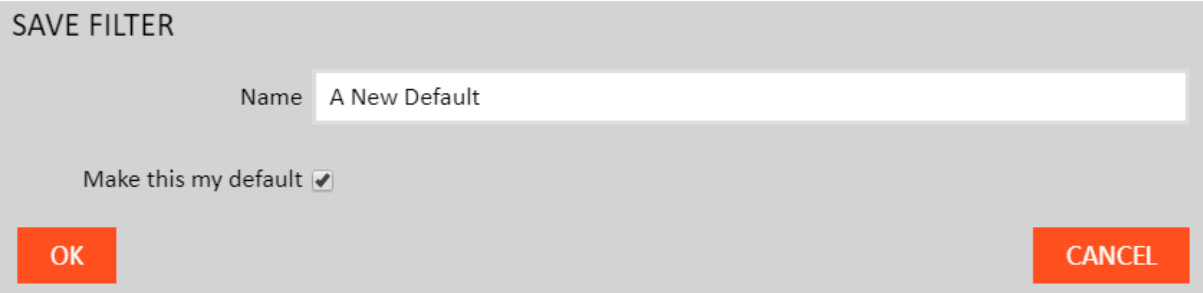 SAVE FILTER
Name A New Default
Make this my default
OK CANCEL